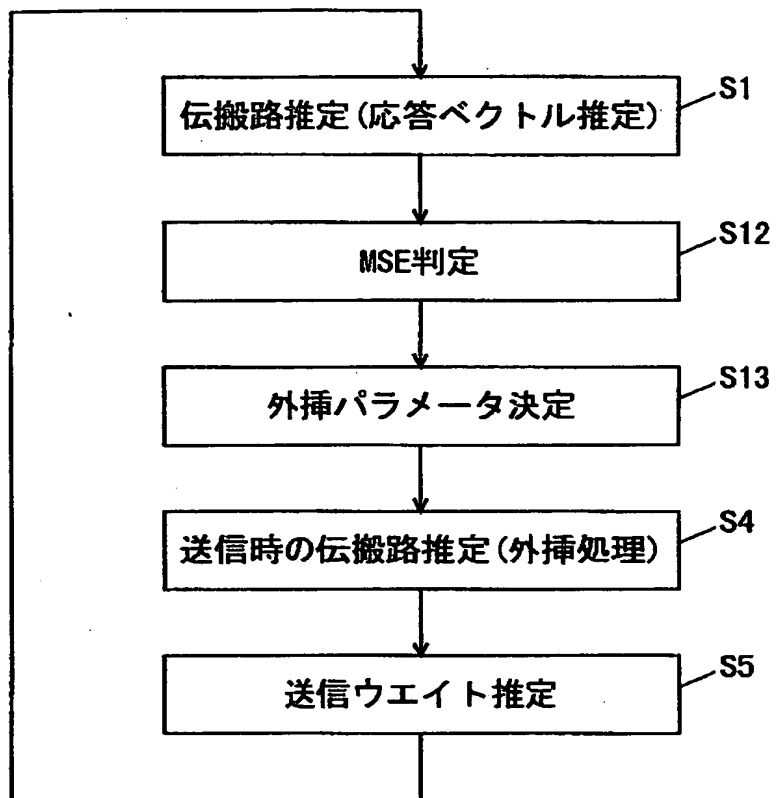 伝搬路推定(応答ベクトル推定)
S1
MSE判定
S12
外挿パラメータ決定
S13
送信時の伝搬路推定(外挿処理)
S4
送信ウエイト推定
S5